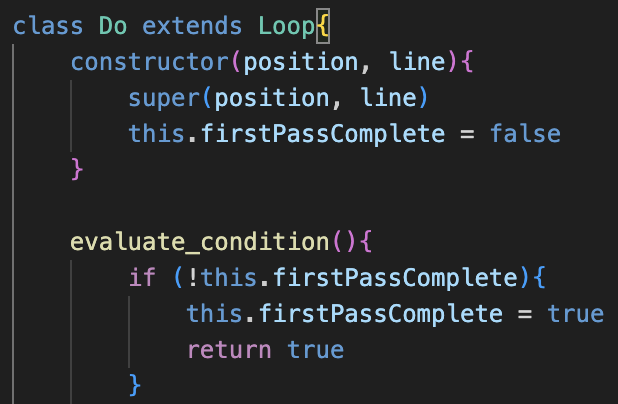 class Do extends Loop{
constructor(position, line){
super(position, line)
this.firstPassComplete = false
}
evaluate_condition(){
if (!this.firstPassComplete){
this.firstPassComplete = true
return true
}